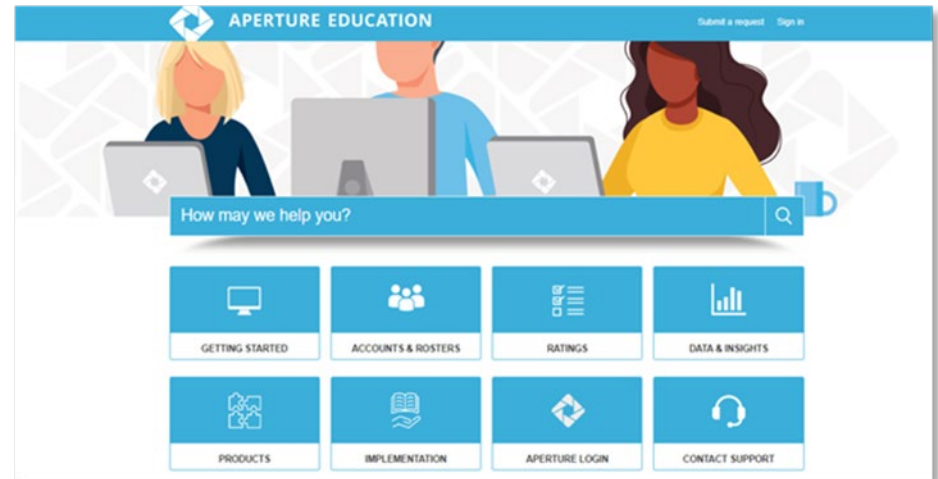 APERTURE EDUCATION
Submit a request Sign in
How may we help you?
GETTING STARTED
ACCOUNTS & ROSTERS
RATINGS
DATA & INSIGHTS
PRODUCTS
IMPLEMENTATION
APERTURE LOGIN
CONTACT SUPPORT